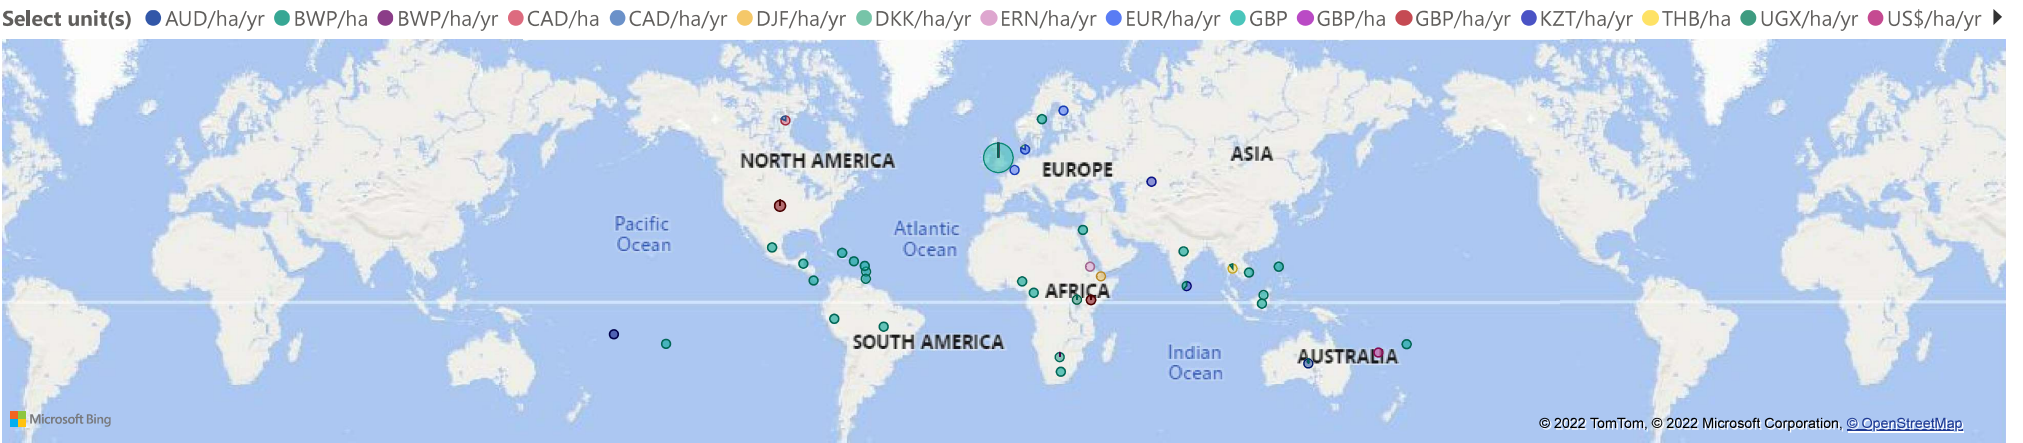 Select unit(s) AUD/ha/yr BWP/ha BWP/ha/yr CAD/ha CAD/ha/yr DJF/ha/yr DKK/ha/yr ERN/ha/yr EUR/ha/yr GBP GBP/ha GBP/ha/yr KZT/ha/yr THB/ha UGX/ha/yr US$/ha/yr
NORTH AMERICA
EUROPE
ASIA
Pacific
Ocean
Atlantic
Ocean
AFRICA
SOUTH AMERICA
Indian
Ocean
AUSTRALIA
Microsoft Bing
© 2022 TomTom, © 2022 Microsoft Corporation, © OpenStreetMap